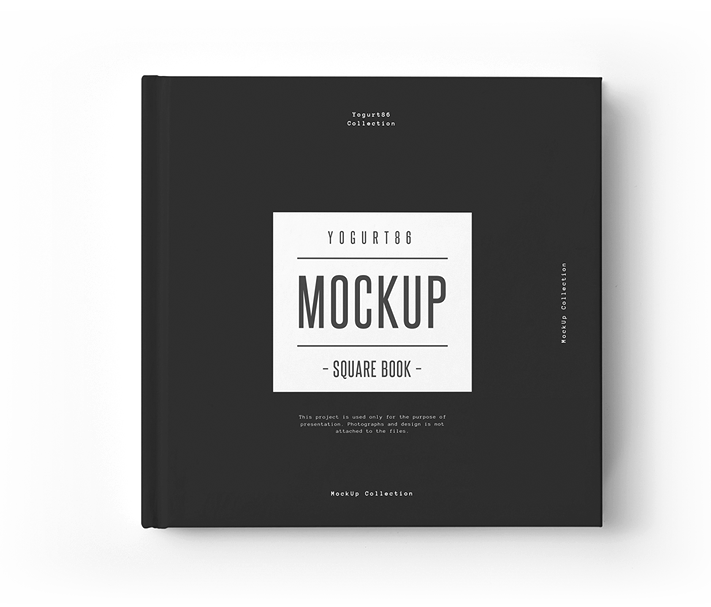 Yogurt86
Collection
YOGURT86
MOCKUP
- SQUARE BOOK -
MockUp Collection
This project is used only for the purpose of
presentation. Photographs and design is not
attached to the files.
MockUp Collection